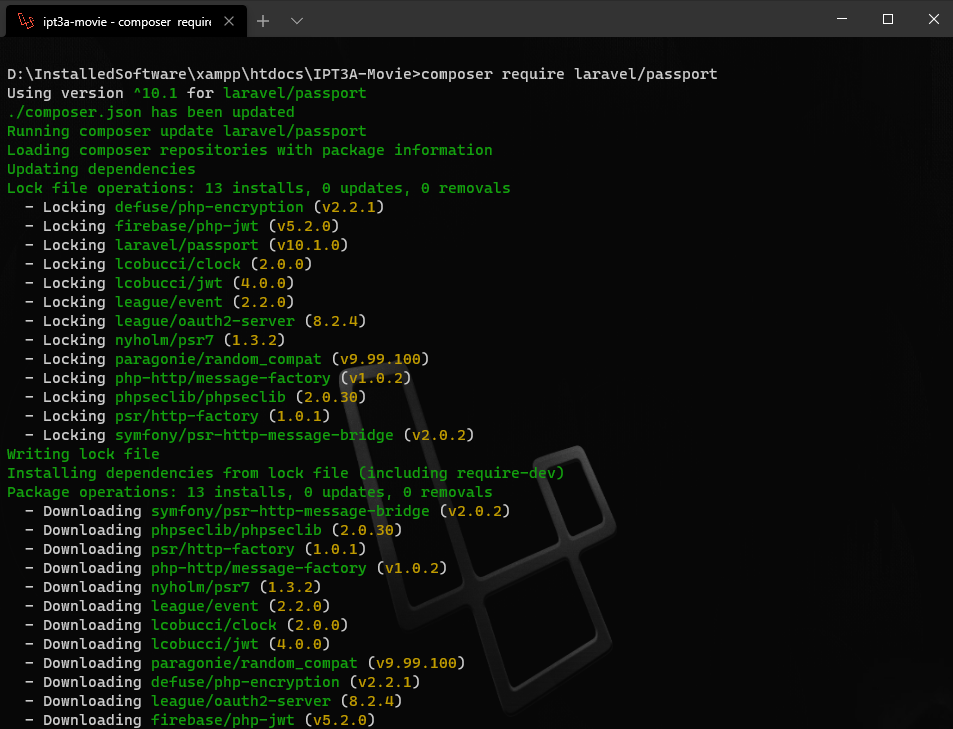 ipt3a-movie - composer requir
D:\InstalledSoftware\xampp\htdocs\IPT3A-Movie>composer require laravel/passport
Using version ^10.1 for laravel/passport
./composer.json has been updated
Running composer update laravel/passport
Loading composer repositories with package information
Updating dependencies
Lock file operations: 13 installs, 0 updates, 0 removals
  - Locking defuse/php-encryption (v2.2.1)
  - Locking firebase/php-jwt (v5.2.0)
  - Locking laravel/passport (v10.1.0)
  - Locking lcobucci/clock (2.0.0)
  - Locking lcobucci/jwt (4.0.0)
  - Locking league/event (2.2.0)
  - Locking league/oauth2-server (8.2.4)
  - Locking nyholm/psr7 (1.3.2)
  - Locking paragonie/random_compat (v9.99.100)
  - Locking php-http/message-factory (v1.0.2)
  - Locking phpseclib/phpseclib (2.0.30)
  - Locking psr/http-factory (1.0.1)
  - Locking symfony/psr-http-message-bridge (v2.0.2)
Writing lock file
Installing dependencies from lock file (including require-dev)
Package operations: 13 installs, 0 updates, 0 removals
  - Downloading symfony/psr-http-message-bridge (v2.0.2)
  - Downloading phpseclib/phpseclib (2.0.30)
  - Downloading psr/http-factory (1.0.1)
  - Downloading php-http/message-factory (v1.0.2)
  - Downloading nyholm/psr7 (1.3.2)
  - Downloading league/event (2.2.0)
  - Downloading lcobucci/clock (2.0.0)
  - Downloading lcobucci/jwt (4.0.0)
  - Downloading paragonie/random_compat (v9.99.100)
  - Downloading defuse/php-encryption (v2.2.1)
  - Downloading league/oauth2-server (8.2.4)
  - Downloading firebase/php-jwt (v5.2.0)